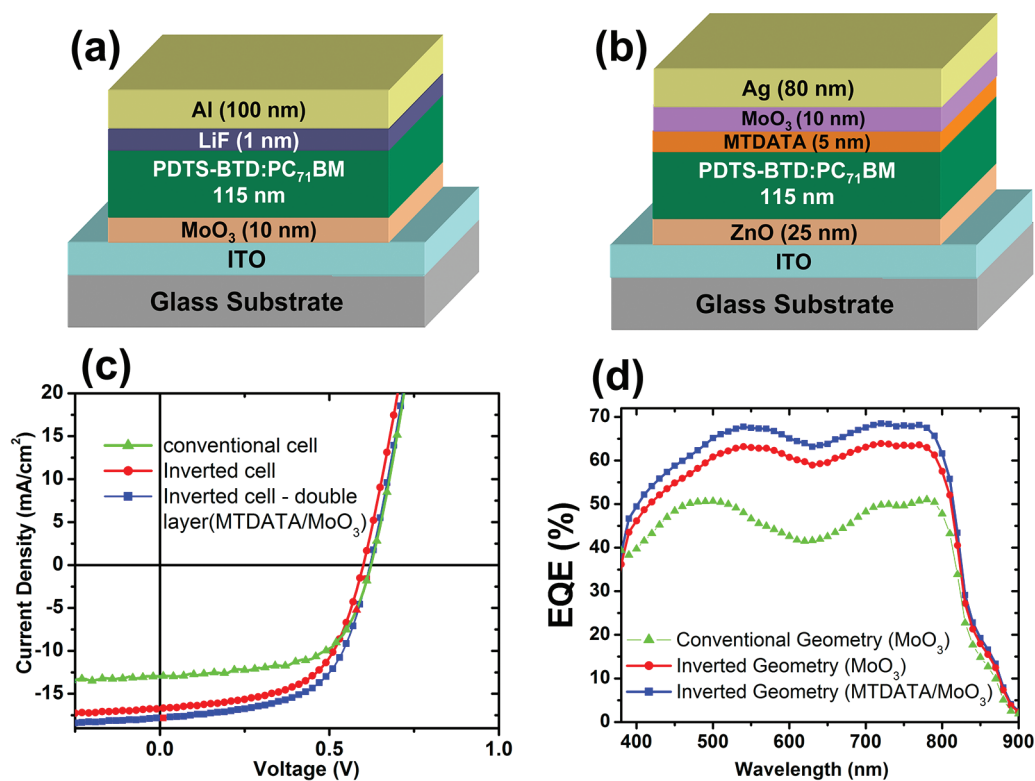 (a)
Al (100 nm)
LiF (1 nm)
PDTS-BTD:PC₇₁BM
115 nm
MoO₃ (10 nm)
ITO
Glass Substrate
(b)
Ag (80 nm)
MoO₃ (10 nm)
MTDATA (5 nm)
PDTS-BTD:PC₇₁BM
115 nm
ZnO (25 nm)
ITO
Glass Substrate
(c)
Current Density (mA/cm²)
20
15
10
5
0
-5
-10
-15
conventional cell
Inverted cell
Inverted cell - double
layer(MTDATA/MoO₃)
0.0
0.5
1.0
Voltage (V)
(d)
EQE (%)
70
60
50
40
30
20
10
0
Conventional Geometry (MoO₃)
Inverted Geometry (MoO₃)
Inverted Geometry (MTDATA/MoO₃)
400
500
600
700
800
900
Wavelength (nm)